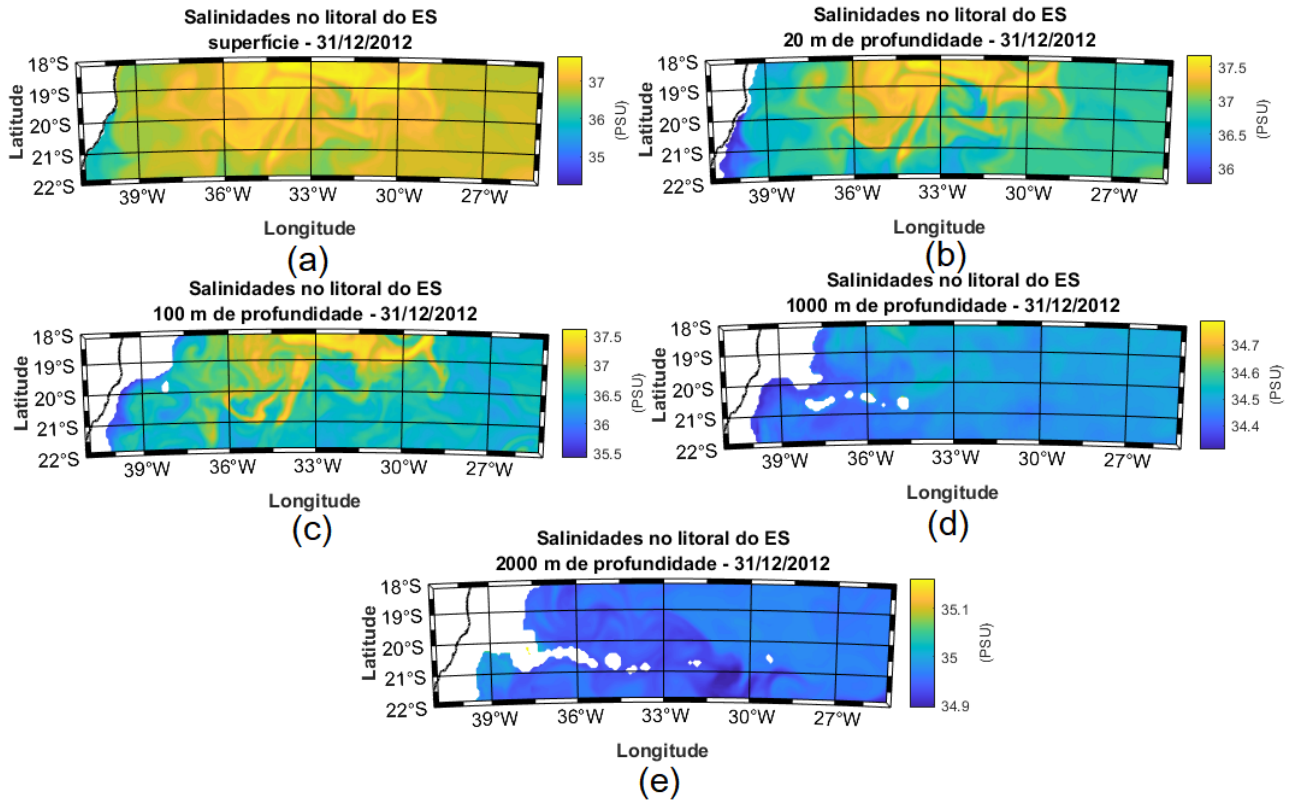 Salinidades no litoral do ES
superfície - 31/12/2012
18°S
19°S
20°S
21°S
22°S
Latitude
39°W 36°W 33°W 30°W 27°W
Longitude
37
36
35
(PSU)
(a)
Salinidades no litoral do ES
20 m de profundidade - 31/12/2012
18°S
19°S
20°S
21°S
22°S
Latitude
39°W 36°W 33°W 30°W 27°W
Longitude
37.5
37
36.5
36
(PSU)
(b)
Salinidades no litoral do ES
100 m de profundidade - 31/12/2012
18°S
19°S
20°S
21°S
22°S
Latitude
39°W 36°W 33°W 30°W 27°W
Longitude
37.5
37
36.5
36
35.5
(PSU)
(c)
Salinidades no litoral do ES
1000 m de profundidade - 31/12/2012
18°S
19°S
20°S
21°S
22°S
Latitude
39°W 36°W 33°W 30°W 27°W
Longitude
34.7
34.6
34.5
34.4
(PSU)
(d)
Salinidades no litoral do ES
2000 m de profundidade - 31/12/2012
18°S
19°S
20°S
21°S
22°S
Latitude
39°W 36°W 33°W 30°W 27°W
Longitude
35.1
35
34.9
(PSU)
(e)